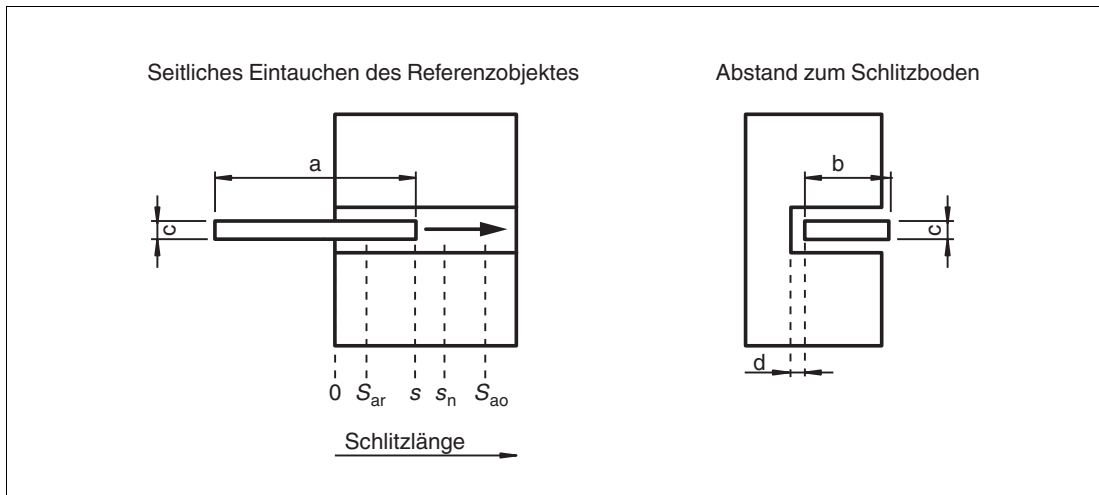 Seitliches Eintauchen des Referenzobjektes
Abstand zum Schlitzboden
a
b
c
c
d
0 Sar s sn Sao
Schlitzlänge